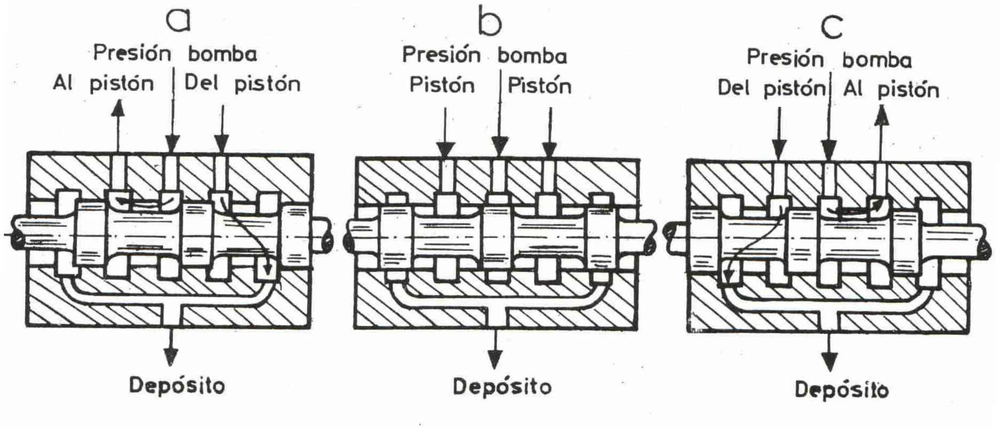 a
Presión bomba
Al pistón Del pistón
Depósito
b
Presión bomba
Pistón Pistón
Depósito
c
Presión bomba
Del pistón Al pistón
Depósito